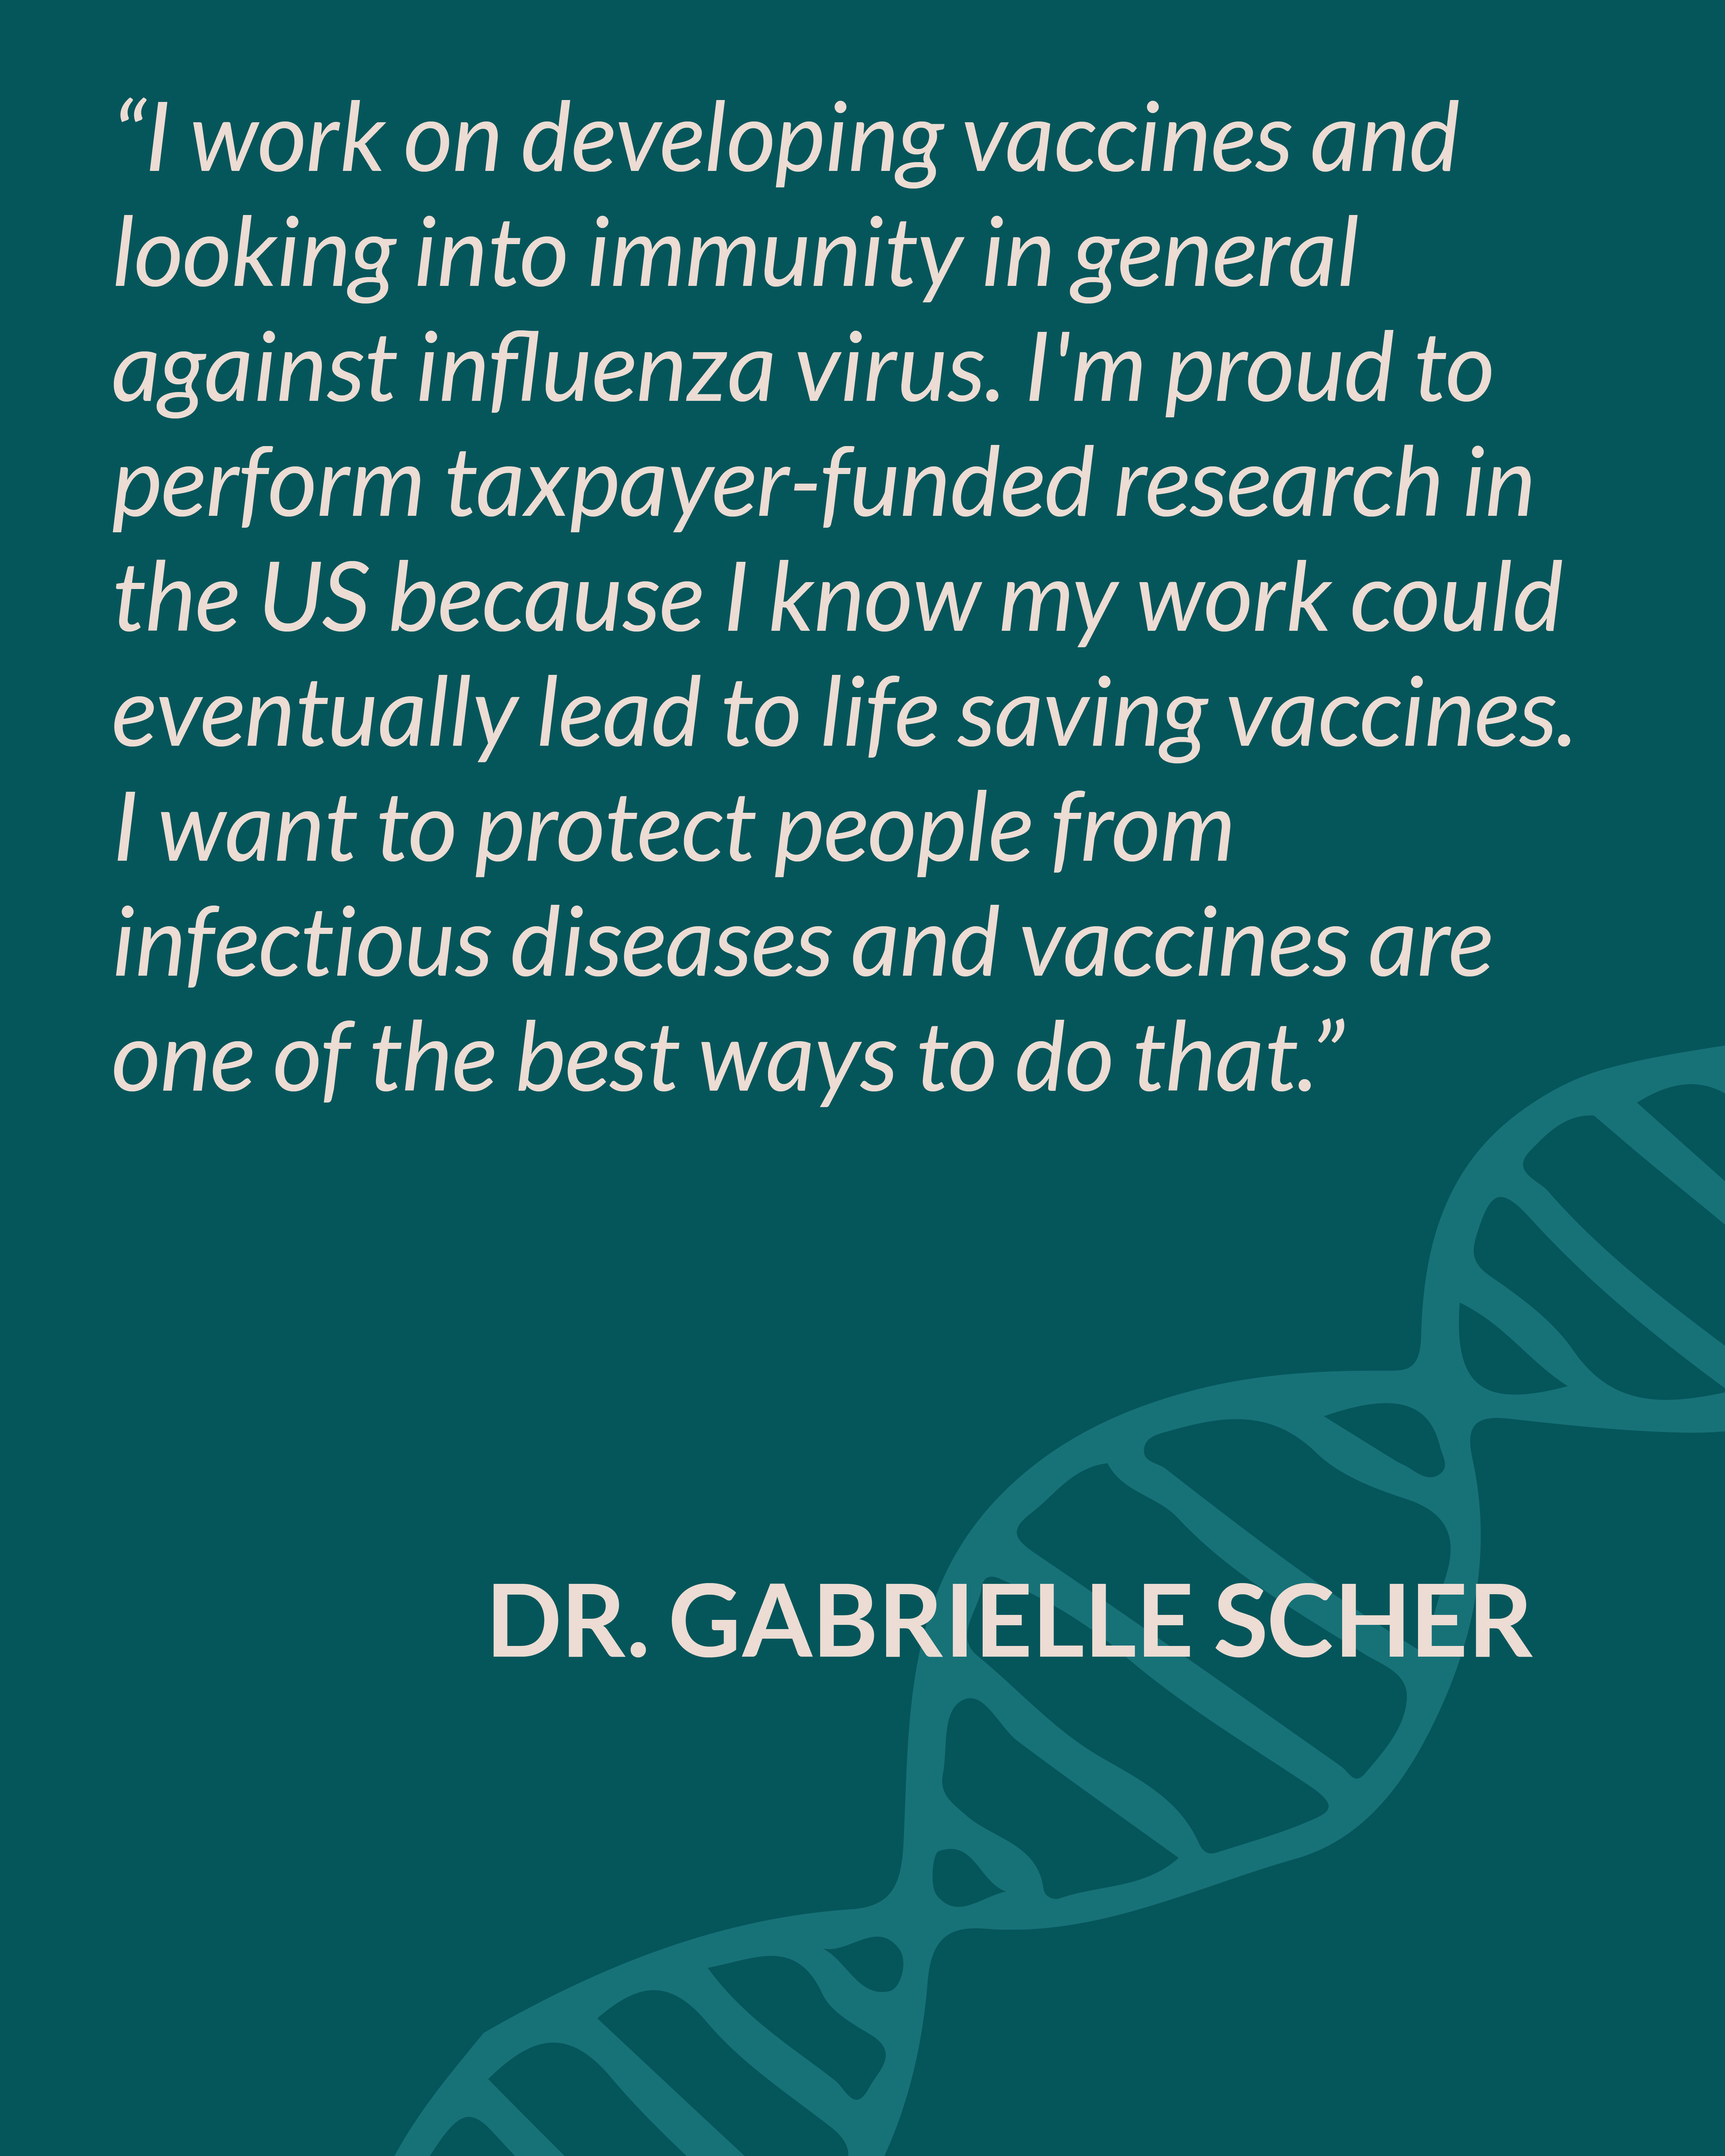 “I work on developing vaccines and
looking into immunity in general
against influenza virus. I'm proud to
perform taxpayer-funded research in
the US because I know my work could
eventually lead to life saving vaccines.
I want to protect people from
infectious diseases and vaccines are
one of the best ways to do that.”
DR. GABRIELLE SCHER